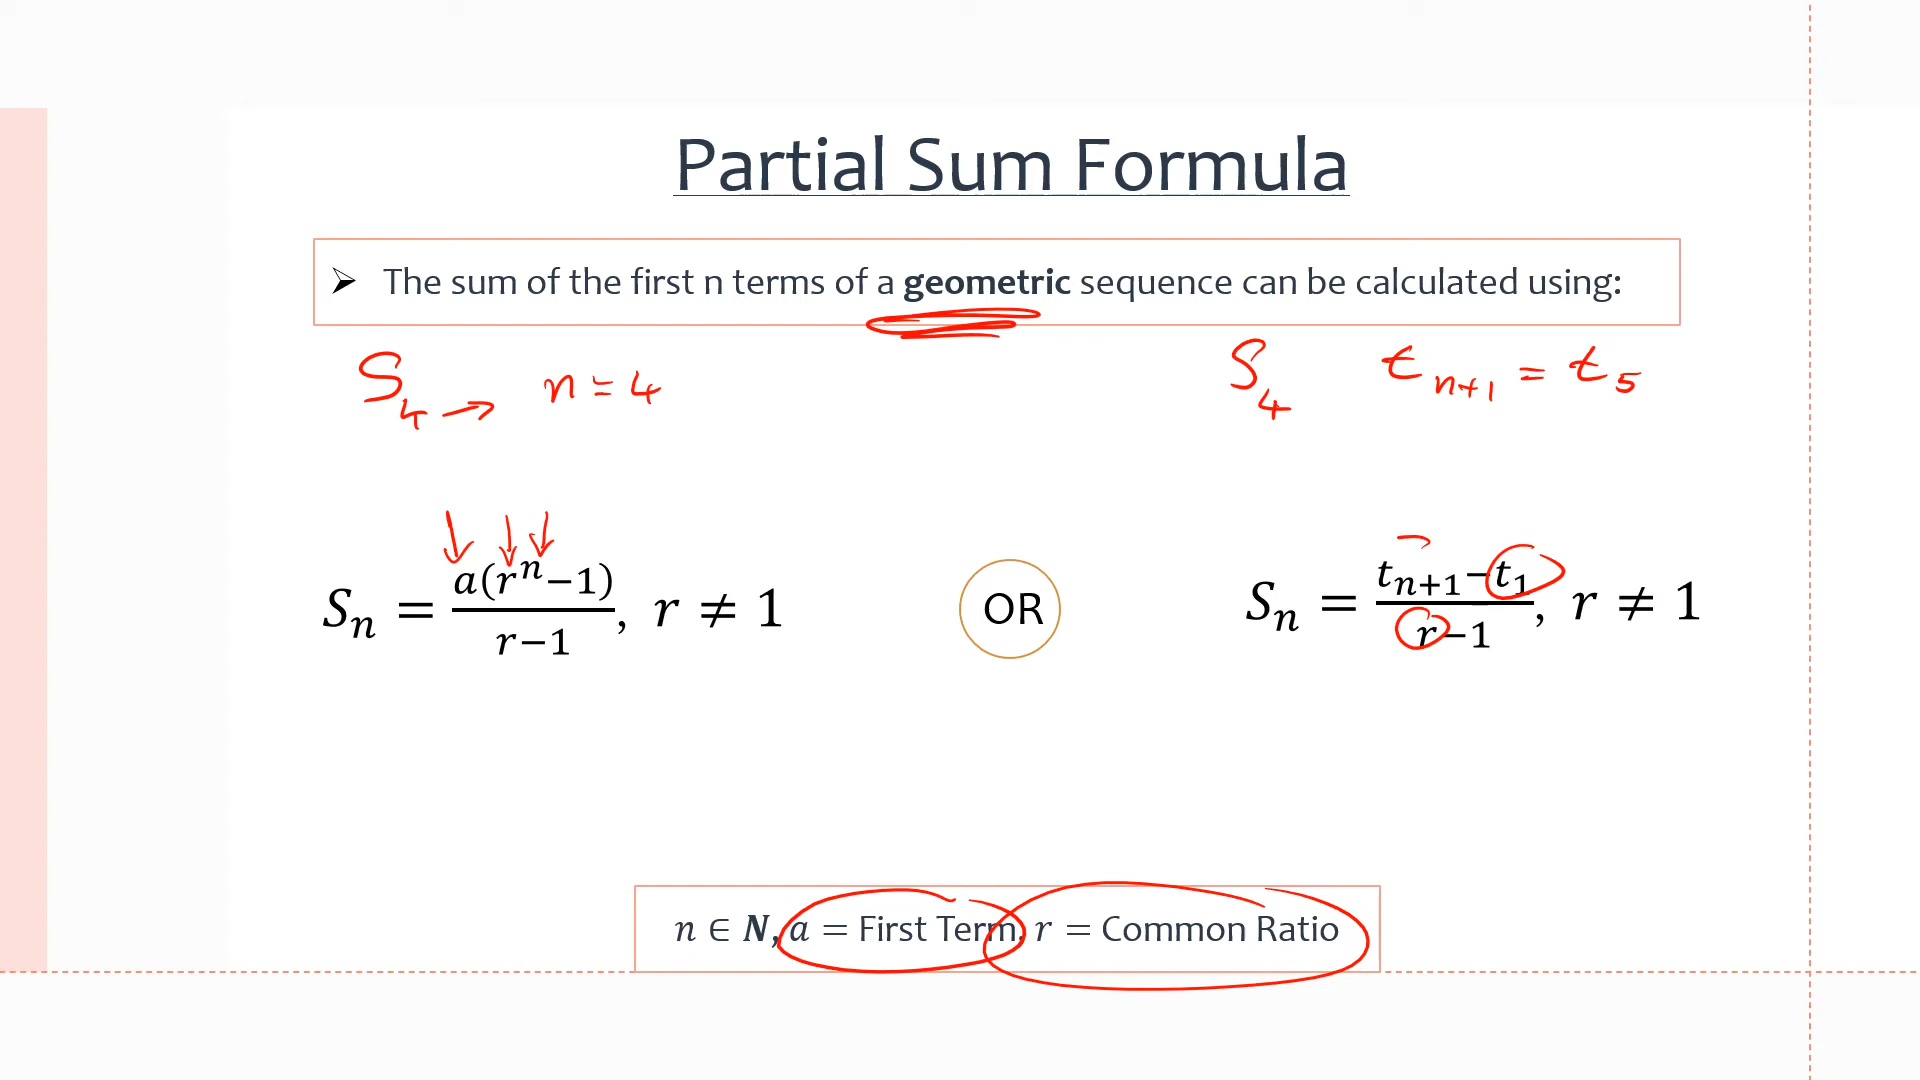 Partial Sum Formula
➢ The sum of the first n terms of a geometric sequence can be calculated using:
S₄ → n = 4
S₄ tₙ₊₁ = t₅
Sₙ = a(rⁿ−1)/(r−1), r ≠ 1
OR
Sₙ = (tₙ₊₁−t₁)/(r−1), r ≠ 1
n ∈ N, a = First Term, r = Common Ratio